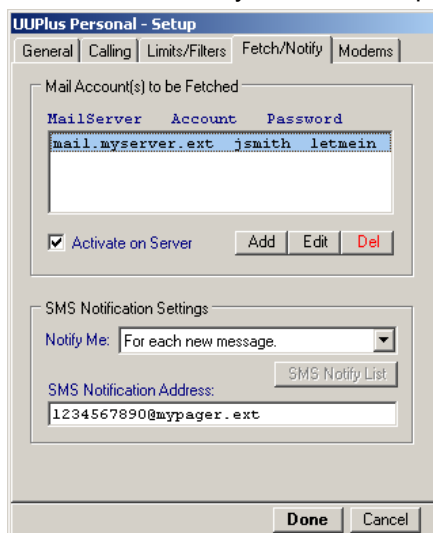 UUPlus Personal - Setup
General Calling Limits/Filters Fetch/Notify Modems
Mail Account(s) to be Fetched
MailServer Account Password
mail.myserver.ext jsmith letmein
Activate on Server Add Edit Del
SMS Notification Settings
Notify Me: For each new message.
SMS Notify List
SMS Notification Address:
1234567890@mypager.ext
Done Cancel